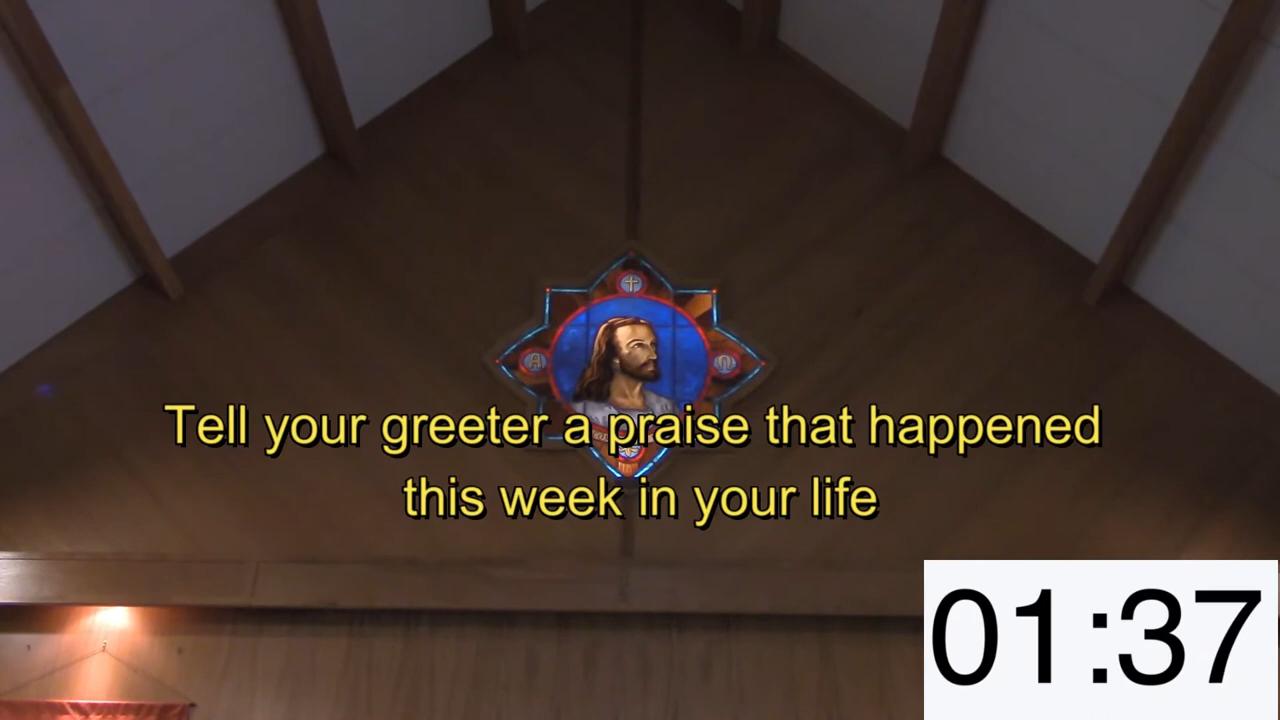 Α
Ω
Tell your greeter a praise that happened
this week in your life
01:37